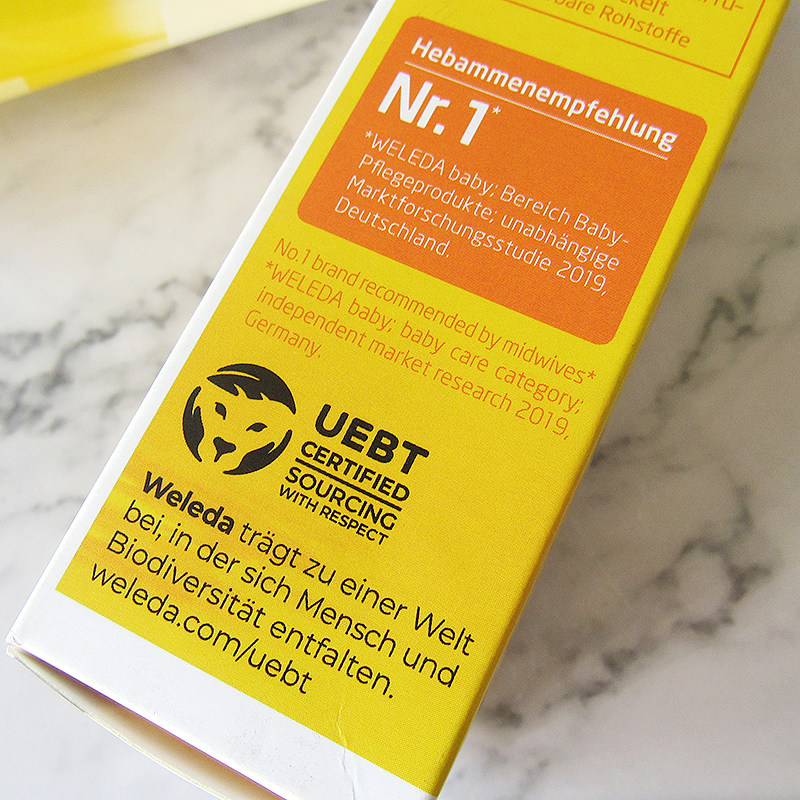 ckelt
bare Rohstoffe
Hebammenempfehlung
Nr. 1*
*WELEDA baby; Bereich Baby-
Pflegeprodukte; unabhängige
Marktforschungsstudie 2019,
Deutschland.
No.1 brand recommended by midwives*
*WELEDA baby; baby care category;
independent market research 2019,
Germany.
UEBT
CERTIFIED
SOURCING
WITH RESPECT
Weleda trägt zu einer Welt
bei, in der sich Mensch und
Biodiversität entfalten.
weleda.com/uebt